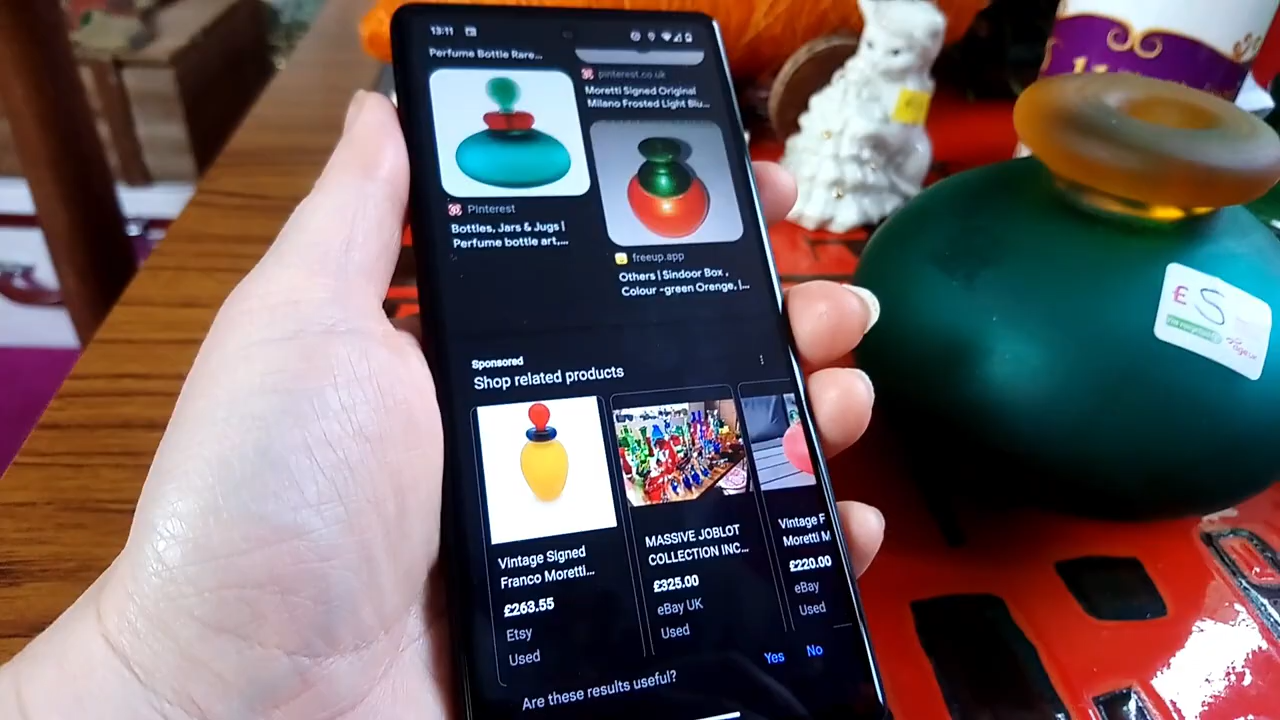 13:11
Perfume Bottle Rare...
pinterest.co.uk
Moretti Signed Original
Milano Frosted Light Blu...
Pinterest
Bottles, Jars & Jugs |
Perfume bottle art,...
freeup.app
Others | Sindoor Box ,
Colour -green Orenge, |...
Sponsored
Shop related products
Vintage Signed
Franco Moretti...
£263.55
Etsy
Used
MASSIVE JOBLOT
COLLECTION INC...
£325.00
eBay UK
Used
Vintage F
Moretti M
£220.00
eBay
Used
Are these results useful?
Yes
No
£5